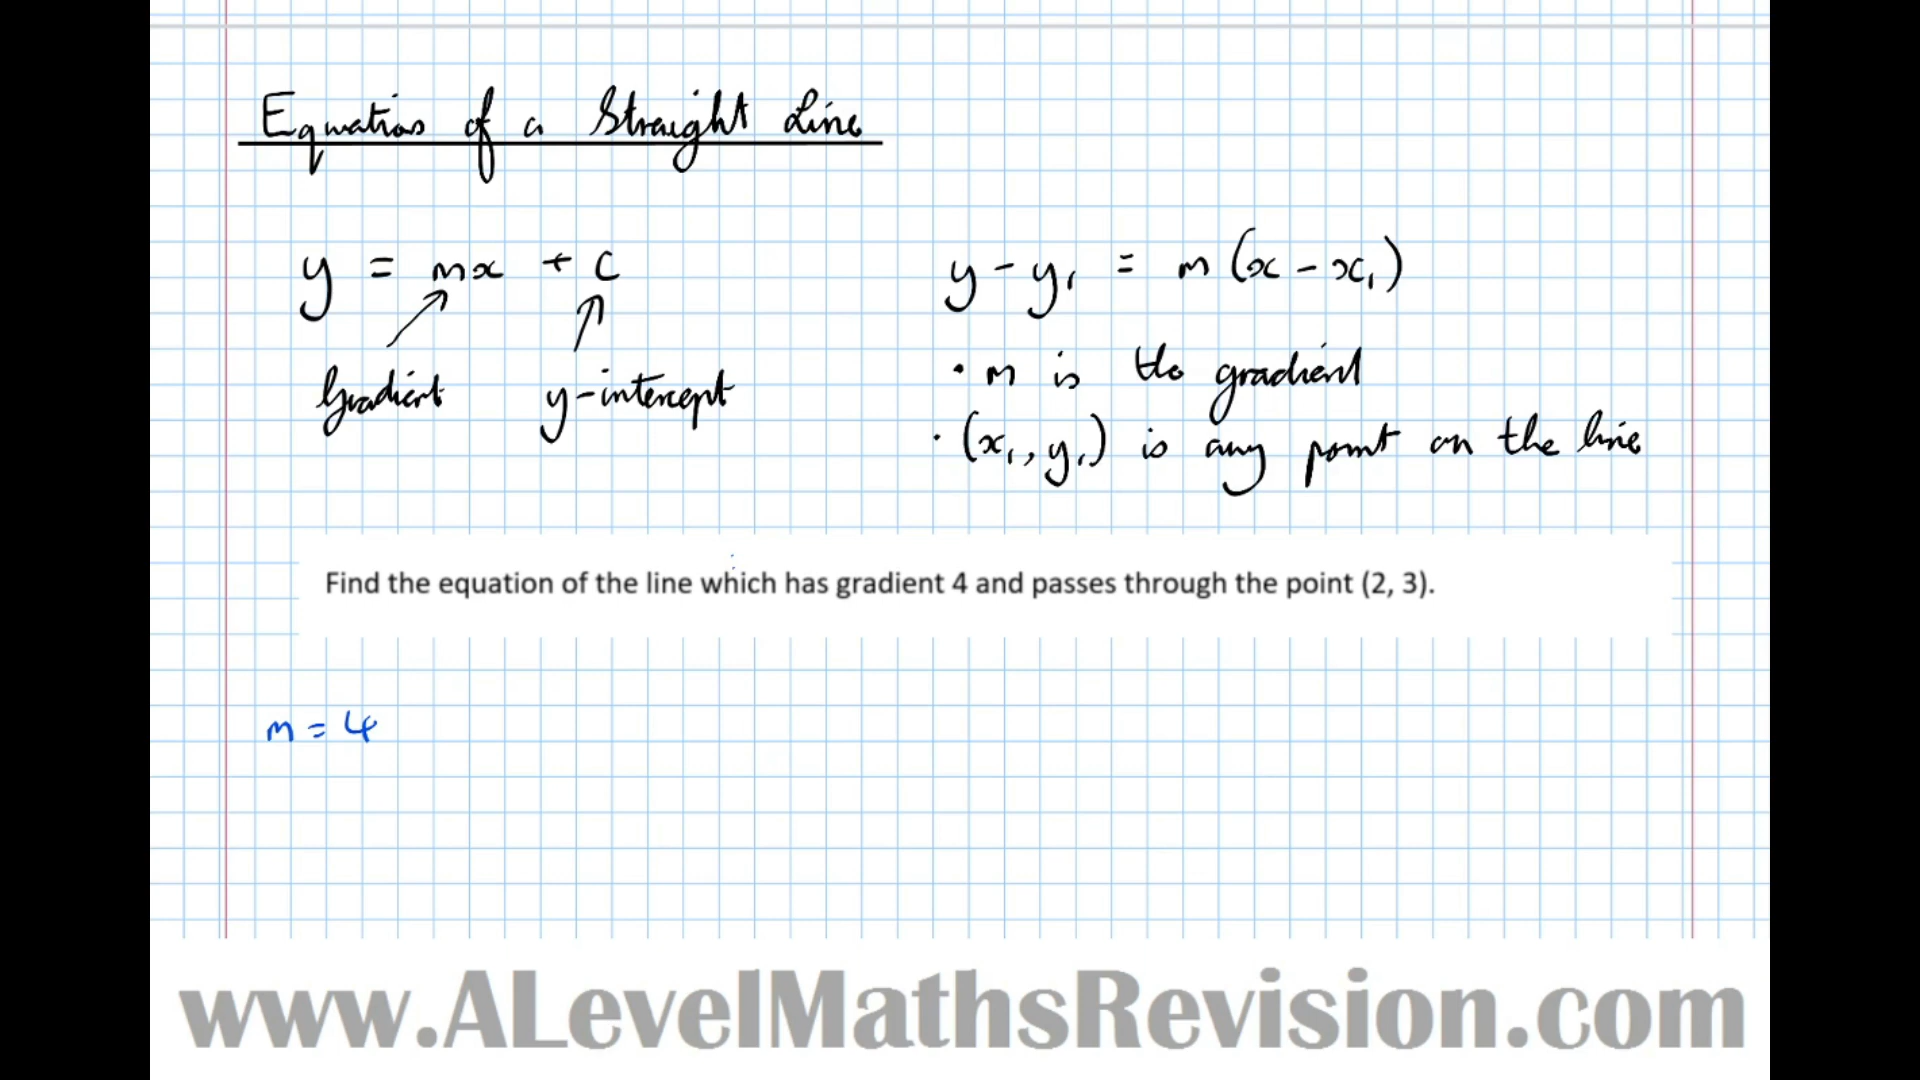 Equations of a Straight Line
y = mx + c
Gradient y-intercept
y - y₁ = m(x - x₁)
· m is the gradient
· (x₁, y₁) is any point on the line
Find the equation of the line which has gradient 4 and passes through the point (2, 3).
m = 4
www.ALevelMathsRevision.com